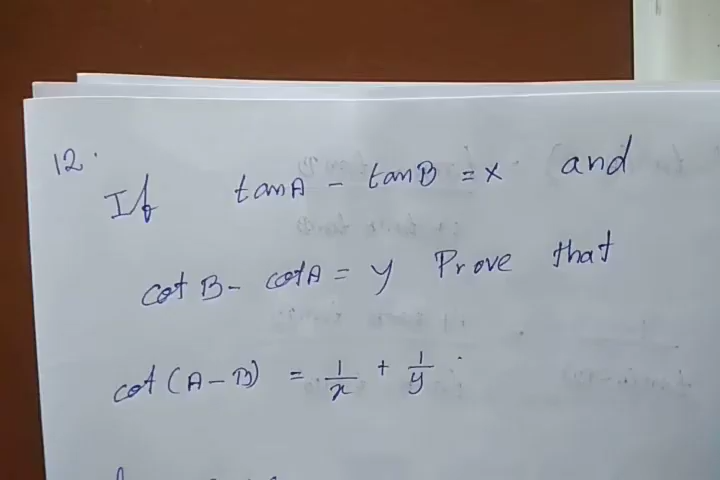 12.
If tanA - tanB = x and
cot B - cotA = y Prove that
cot (A - B) = 1/x + 1/y.